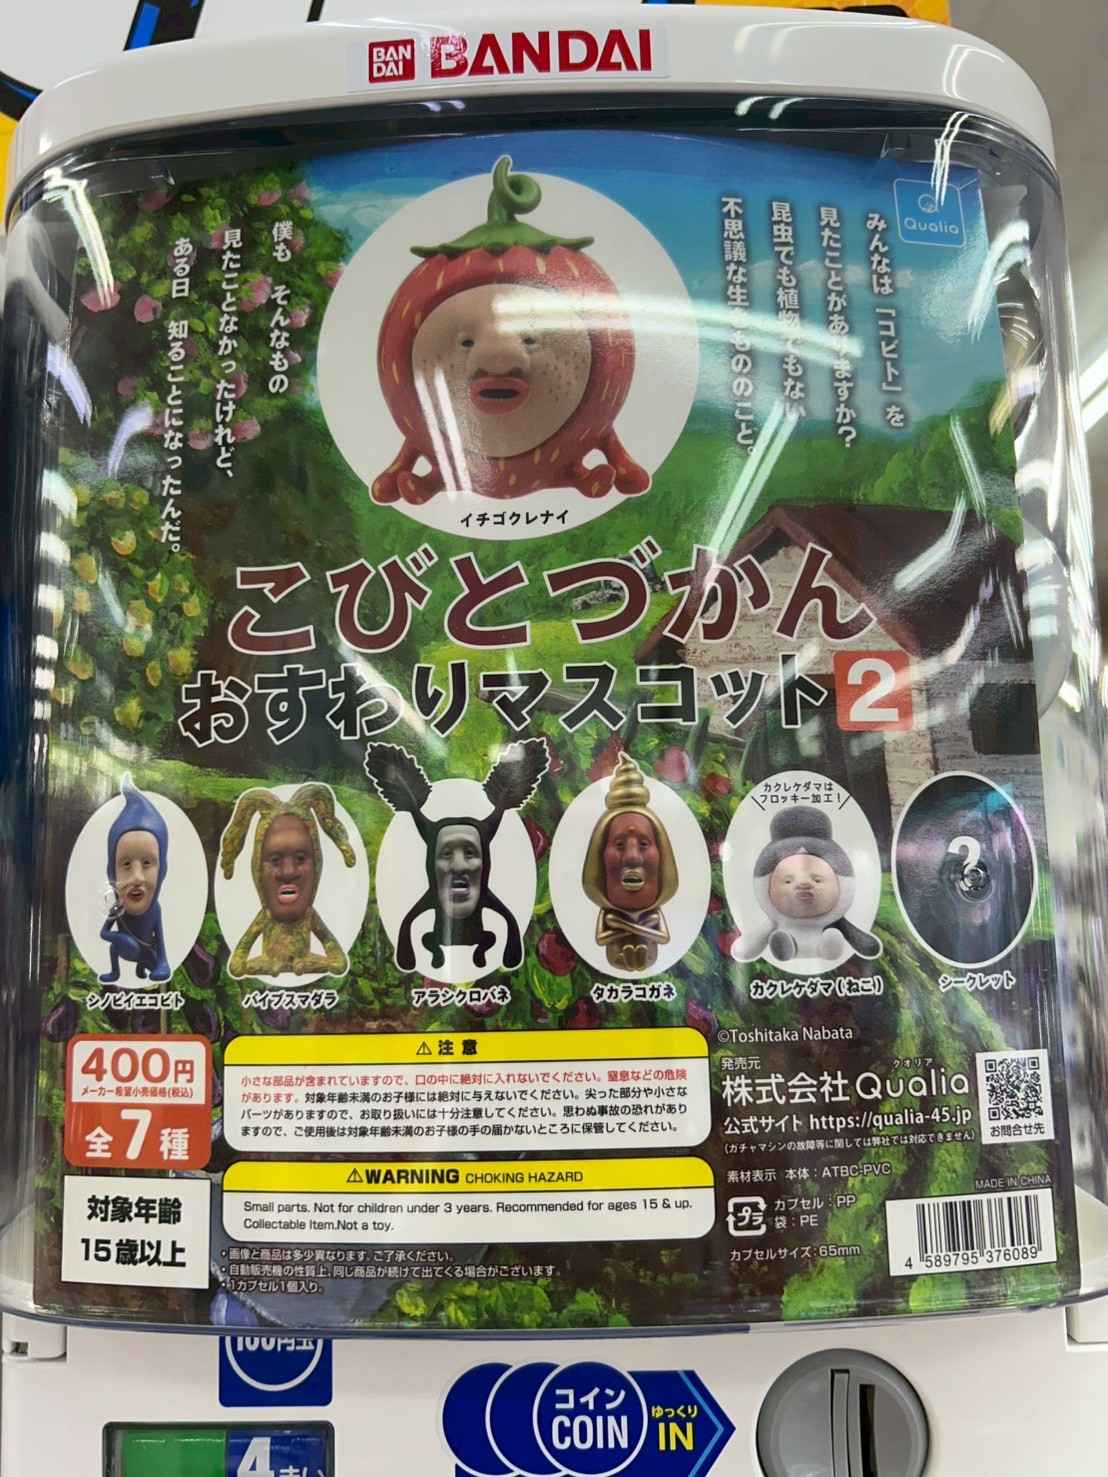 BAN
DAI
BANDAI
Qualia
みんなは「コビト」を
見たことがありますか?
昆虫でも植物でもない
不思議な生きもののこと。
僕も そんなもの
見たことなかったけれど、
ある日 知ることになったんだ。
イチゴクレナイ
こびとづかん
おすわりマスコット2
カクレケダマは
フロッキー加工!
?
シノビイエコビト
バイブスマダラ
アラシクロバネ
タカラコガネ
カクレケダマ(ねこ)
シークレット
400円
メーカー希望小売価格(税込)
全7種
対象年齢
15歳以上
⚠注意
小さな部品が含まれていますので、口の中に絶対に入れないでください。窒息などの危険
があります。対象年齢未満のお子様には絶対に与えないでください。尖った部分や小さな
パーツがありますので、お取り扱いには十分注意してください。思わぬ事故の恐れがあり
ますので、ご使用後は対象年齢未満のお子様の手の届かないところに保管してください。
⚠WARNING CHOKING HAZARD
Small parts. Not for children under 3 years. Recommended for ages 15 & up.
Collectable Item.Not a toy.
・画像と商品は多少異なります。ご了承ください。
・自動販売機の性質上、同じ商品が続けて出てくる場合がございます。
・1カプセル1個入り。
©Toshitaka Nabata
発売元
クオリア
株式会社Qualia
公式サイト https://qualia-45.jp
(ガチャマシンの故障等に関しては弊社では対応できません)
お問合せ先
素材表示 本体:ATBC-PVC
プラ
カプセル:PP
袋:PE
カプセルサイズ:65mm
MADE IN CHINA
4 589795 376089
100円玉
コイン
COIN
ゆっくり
IN
4まい